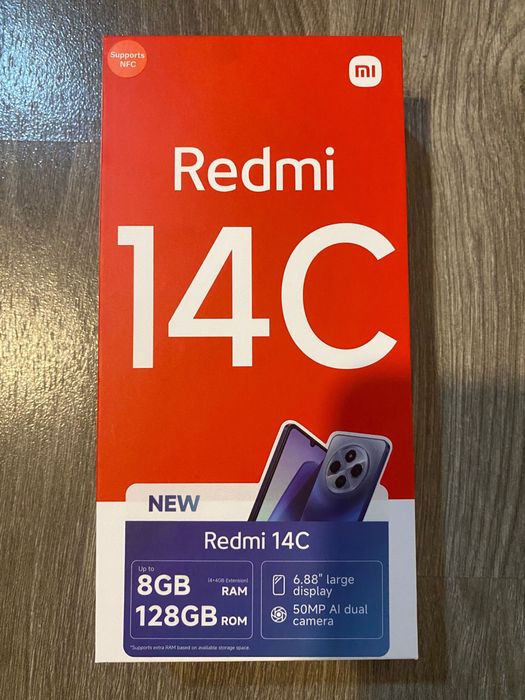 Supports
NFC
mi
Redmi
14C
NEW
Redmi 14C
Up to
8GB (4+4GB Extension) RAM
128GB ROM
6.88" large
display
50MP AI dual
camera
*Supports extra RAM based on available storage space.